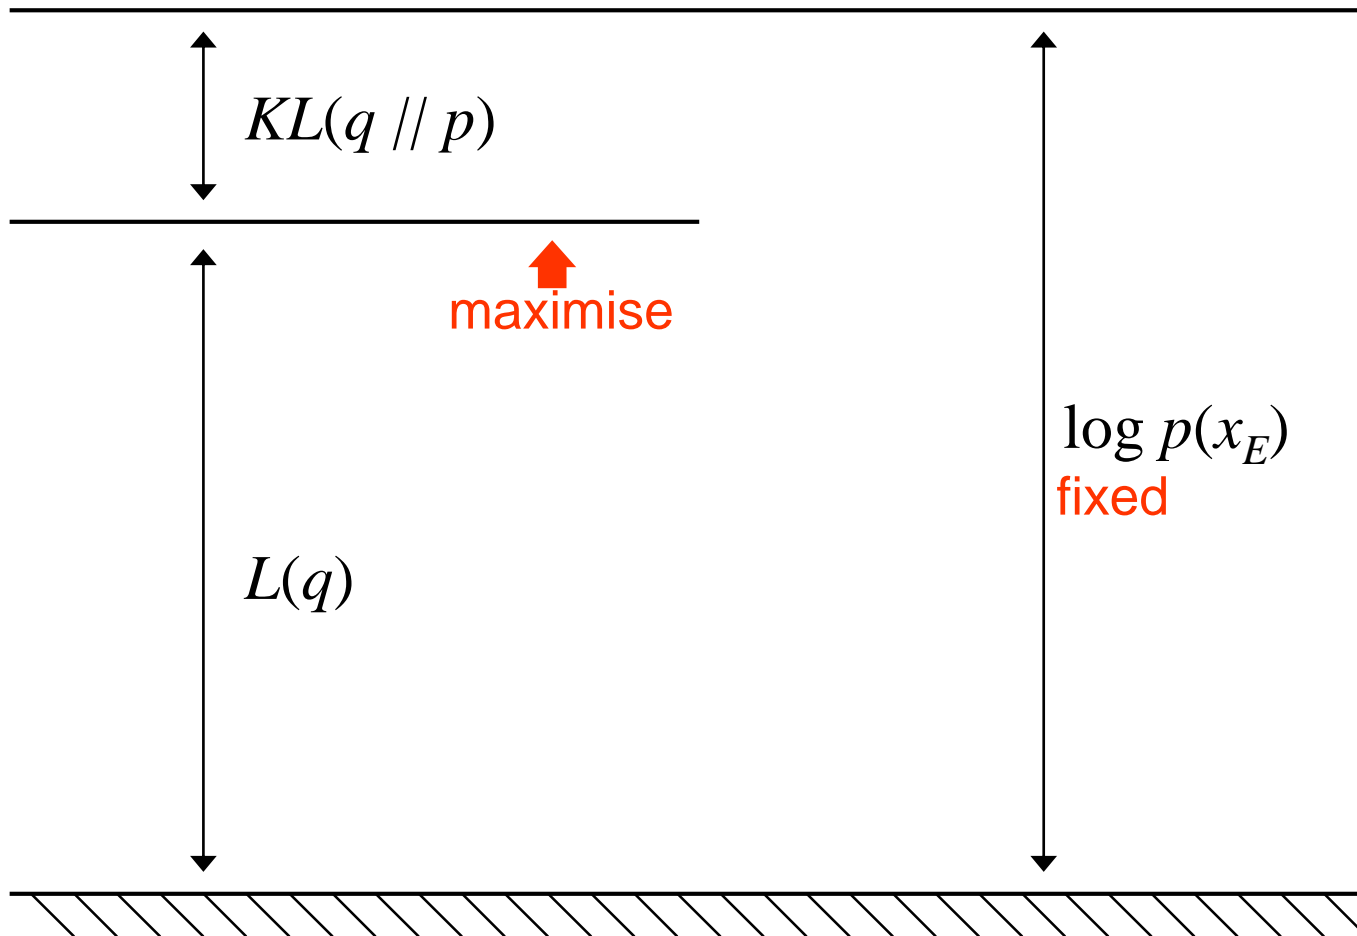 KL(q // p)
maximise
log p(x_E)
fixed
L(q)